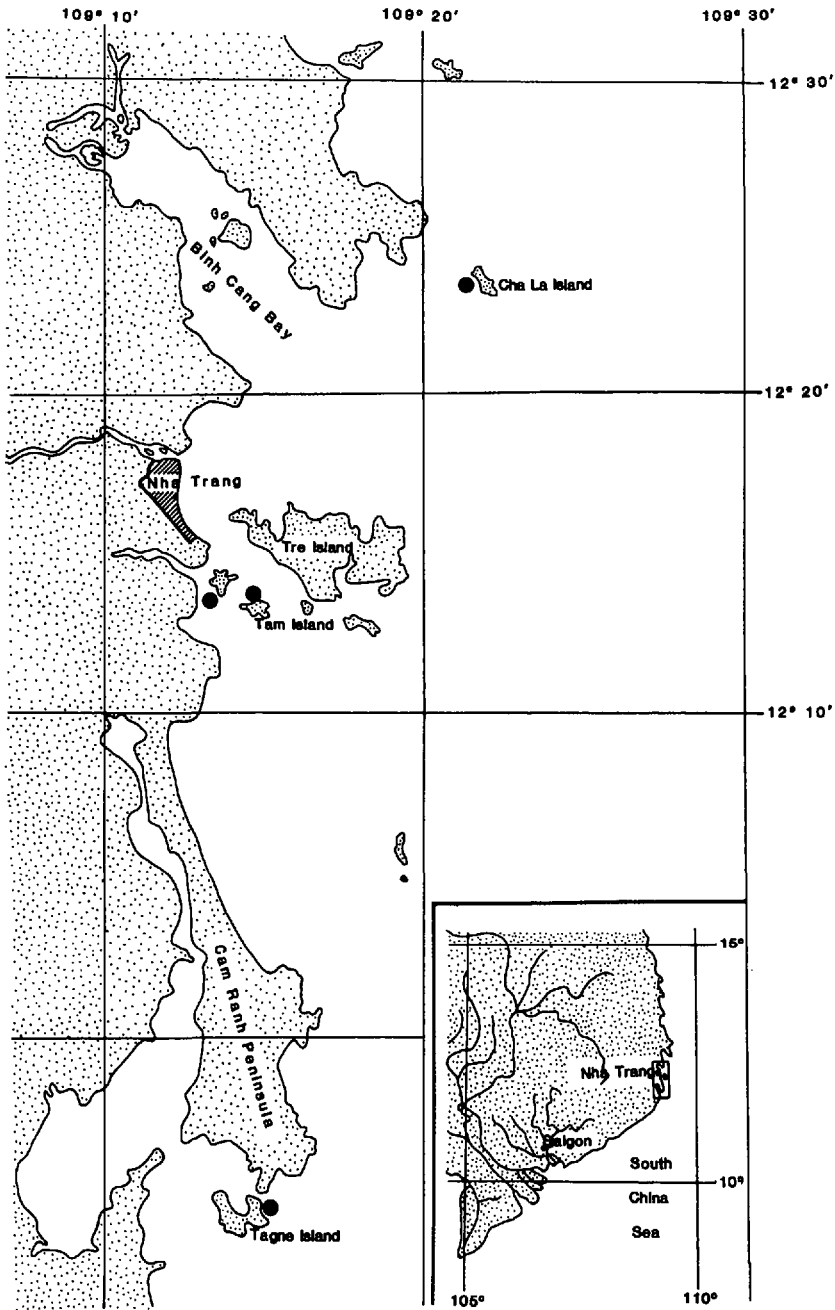 109° 10'
109° 20'
109° 30'
12° 30'
Binh Cang Bay
Cha La Island
12° 20'
Nha Trang
Tre Island
Tam Island
12° 10'
Cam Ranh Peninsula
15°
Nha Trang
Saigon
South
10°
China
Sea
Tagne Island
105°
110°